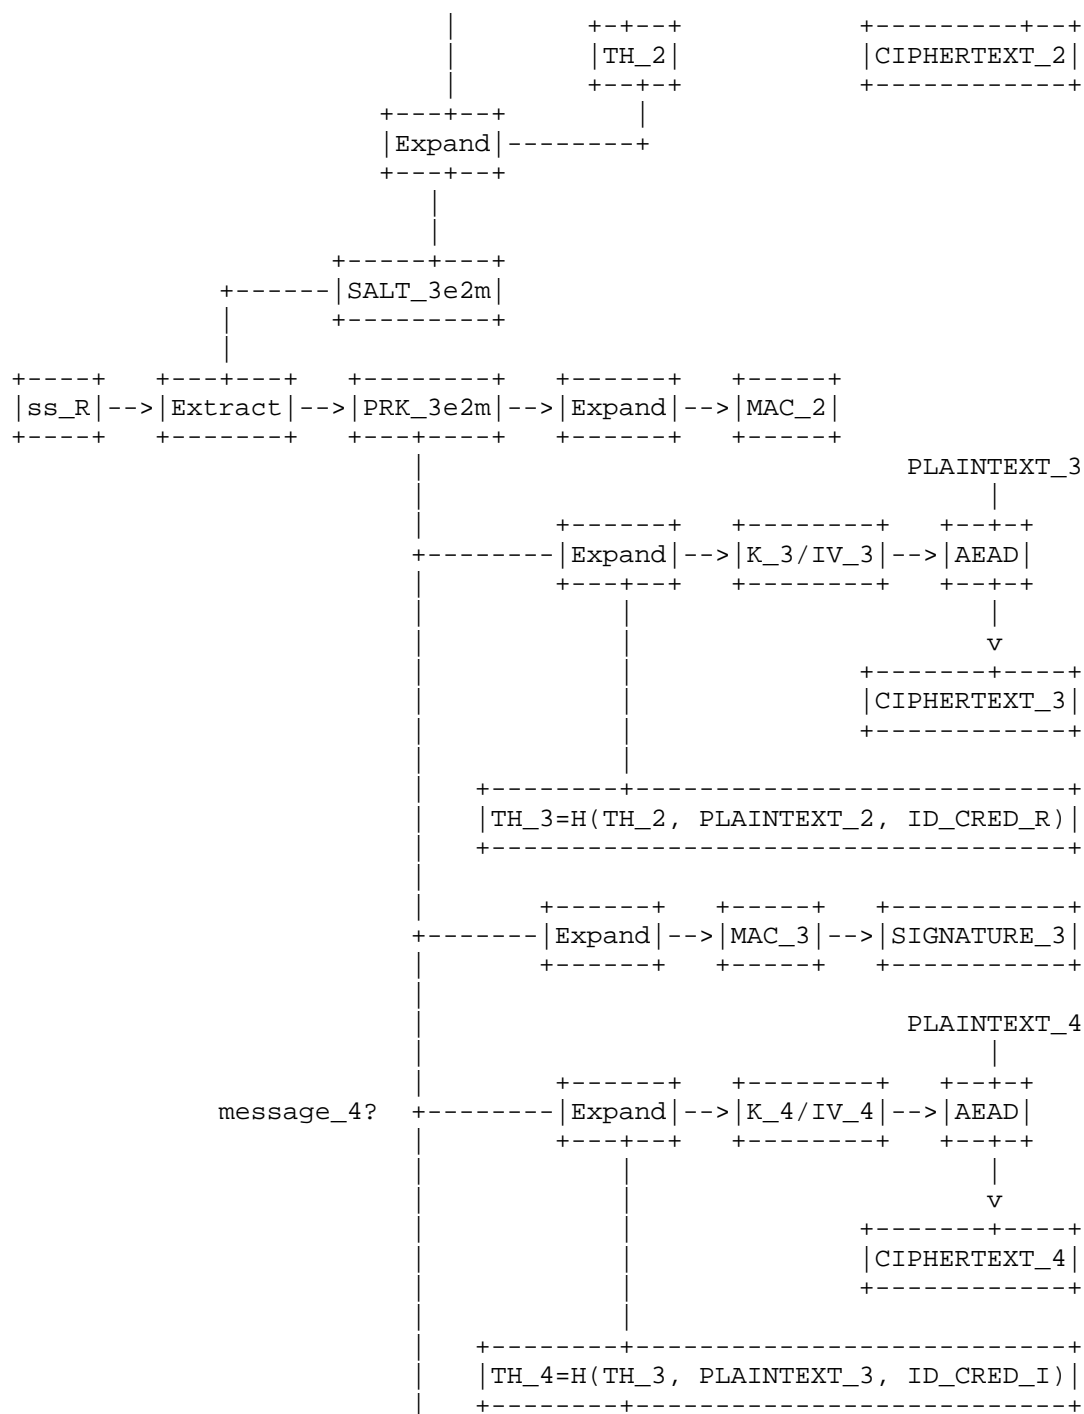 |         +-+--+            +---------+--+
                             |         |TH_2|            |CIPHERTEXT_2|
                             |         +--+-+            +------------+
                         +---+--+         |
                         |Expand|---------+
                         +---+--+
                            |
                            |
                      +-----+---+
               +------|SALT_3e2m|
               |      +---------+
               |
 +----+   +---+---+   +--------+   +------+   +-----+
 |ss_R|-->|Extract|-->|PRK_3e2m|-->|Expand|-->|MAC_2|
 +----+   +-------+   +---+----+   +------+   +-----+
                           |                                PLAINTEXT_3
                           |                                     |
                           |        +------+   +--------+   +--+-+
                           +--------|Expand|-->|K_3/IV_3|-->|AEAD|
                           |        +---+--+   +--------+   +--+-+
                           |            |                      |
                           |            |                      v
                           |            |               +-------+----+
                           |            |               |CIPHERTEXT_3|
                           |            |               +------------+
                           |            |
                           |   +--------+---------------------------+
                           |   |TH_3=H(TH_2, PLAINTEXT_2, ID_CRED_R)|
                           |   +------------------------------------+
                           |
                           |       +------+   +-----+   +-----------+
                           +-------|Expand|-->|MAC_3|-->|SIGNATURE_3|
                           |       +------+   +-----+   +-----------+
                           |
                           |                                PLAINTEXT_4
                           |                                     |
                           |        +------+   +--------+   +--+-+
             message_4?    +--------|Expand|-->|K_4/IV_4|-->|AEAD|
                           |        +---+--+   +--------+   +--+-+
                           |            |                      |
                           |            |                      v
                           |            |               +-------+----+
                           |            |               |CIPHERTEXT_4|
                           |            |               +------------+
                           |            |
                           |   +--------+---------------------------+
                           |   |TH_4=H(TH_3, PLAINTEXT_3, ID_CRED_I)|
                           |   +--------+---------------------------+